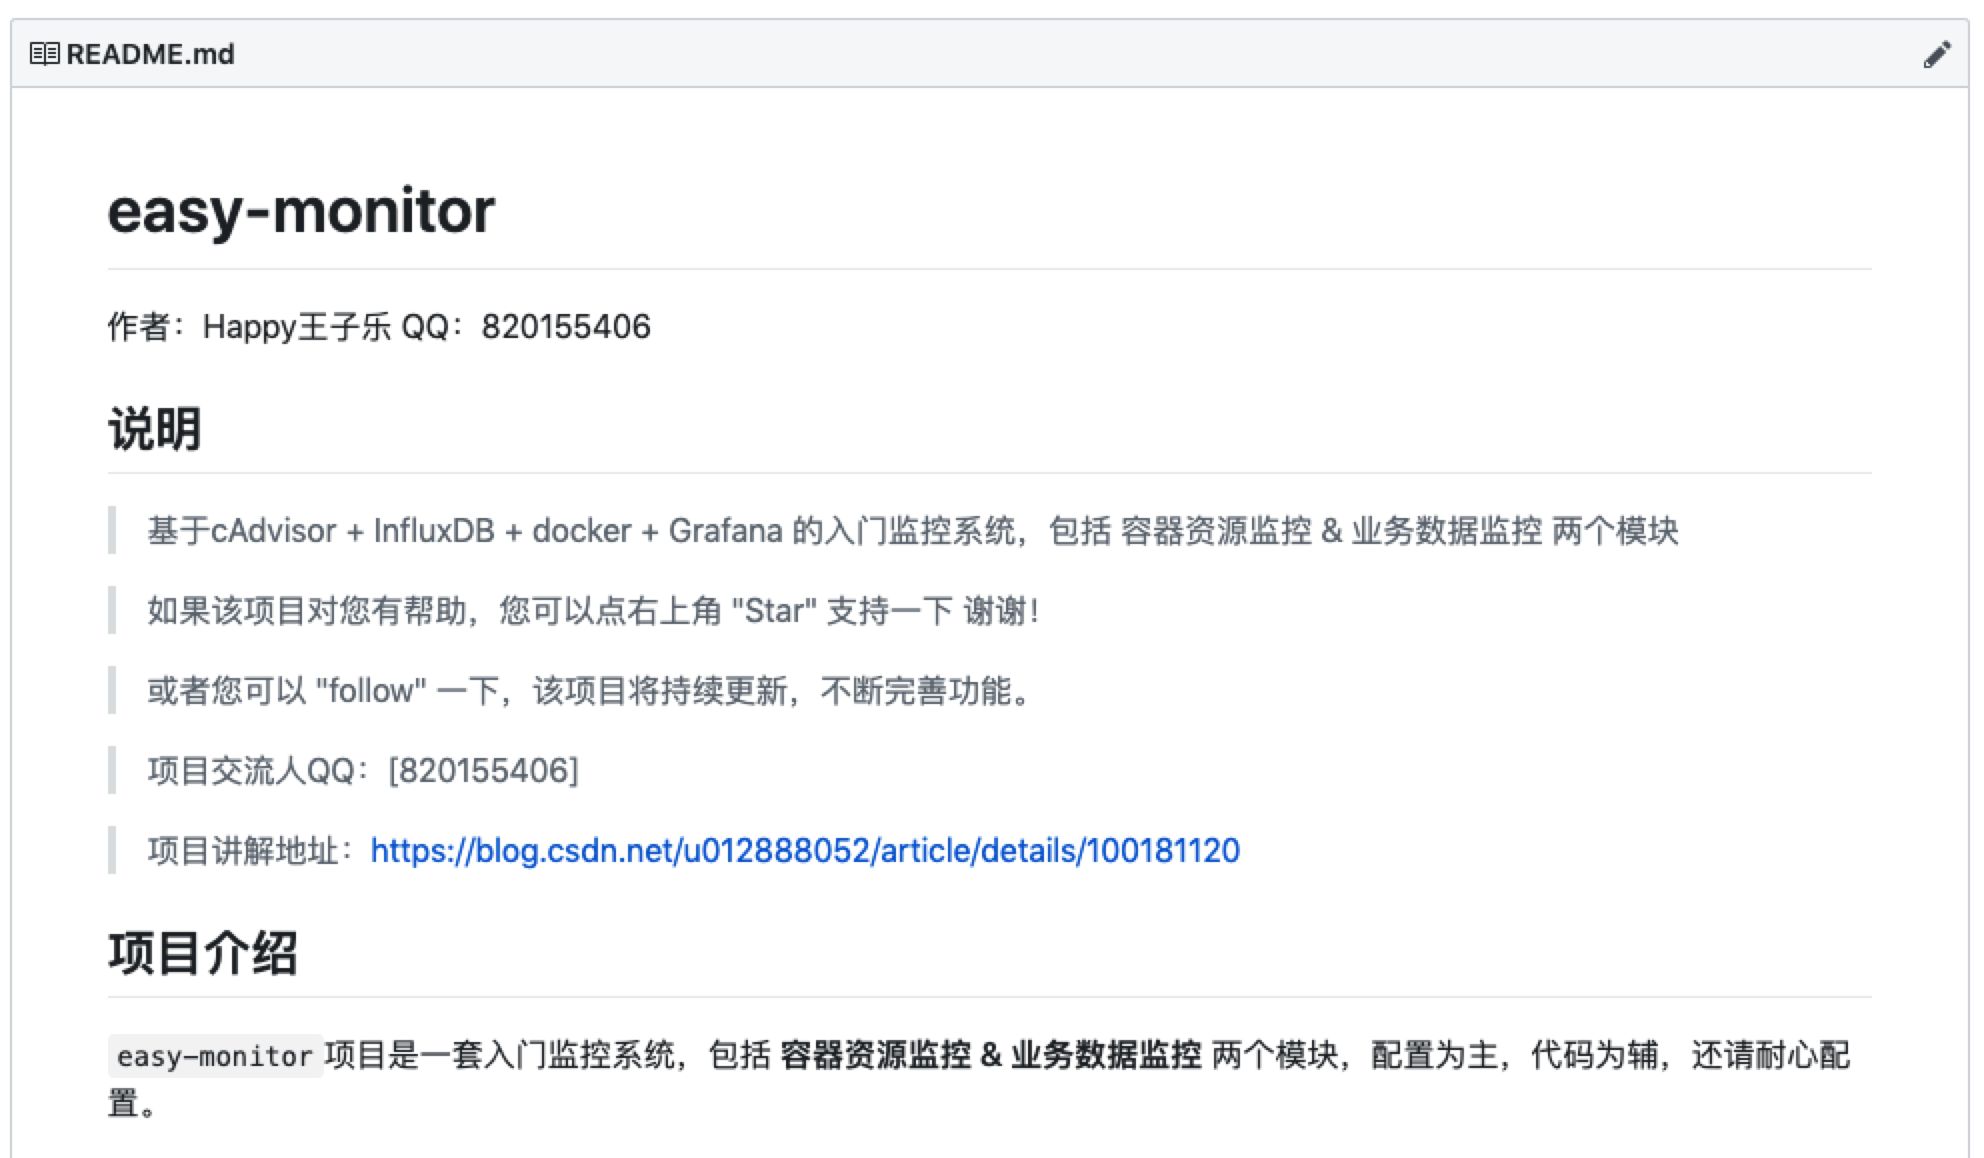 README.md
easy-monitor
作者：Happy王子乐 QQ：820155406
说明
基于cAdvisor + InfluxDB + docker + Grafana 的入门监控系统，包括 容器资源监控 & 业务数据监控 两个模块
如果该项目对您有帮助，您可以点右上角 "Star" 支持一下 谢谢！
或者您可以 "follow" 一下，该项目将持续更新，不断完善功能。
项目交流人QQ：[820155406]
项目讲解地址：https://blog.csdn.net/u012888052/article/details/100181120
项目介绍
easy-monitor 项目是一套入门监控系统，包括 容器资源监控 & 业务数据监控 两个模块，配置为主，代码为辅，还请耐心配
置。